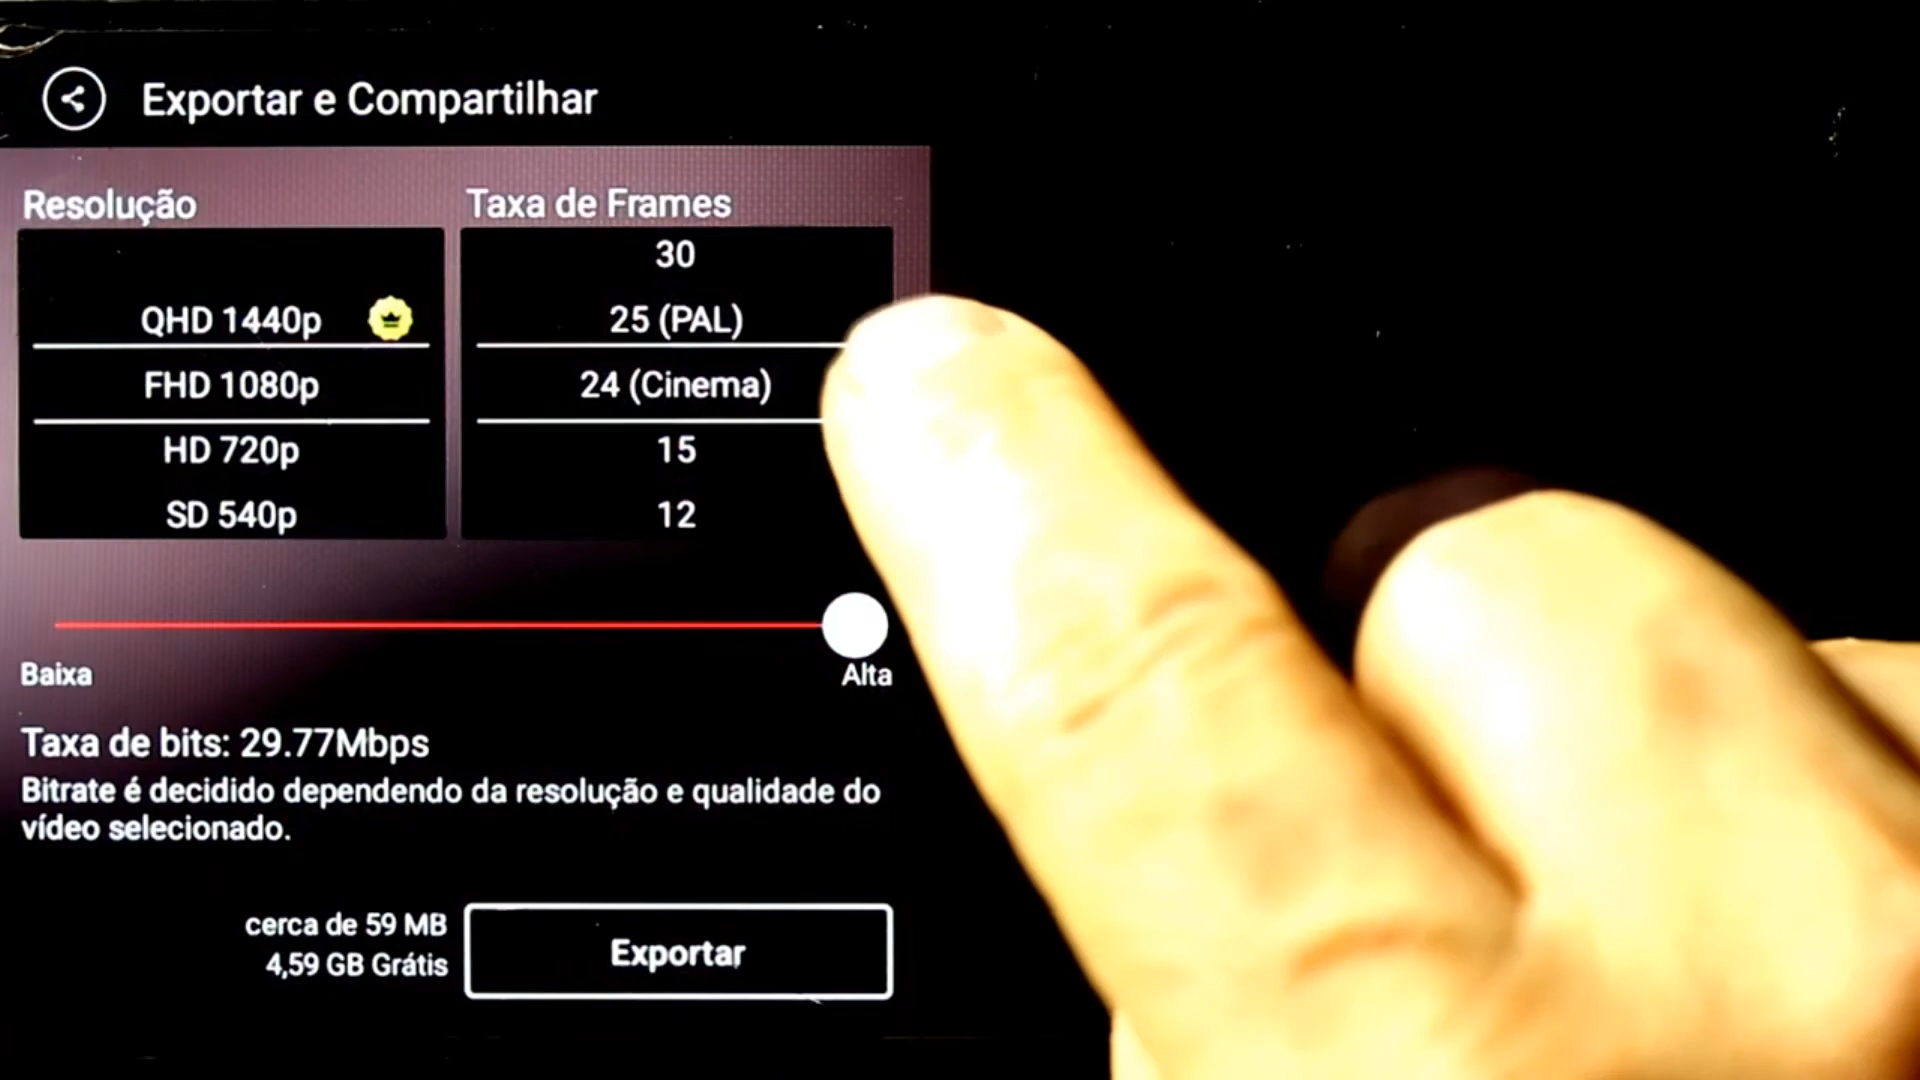 Exportar e Compartilhar
Resolução
QHD 1440p
FHD 1080p
HD 720p
SD 540p
Taxa de Frames
30
25 (PAL)
24 (Cinema)
15
12
Baixa
Alta
Taxa de bits: 29.77Mbps
Bitrate é decidido dependendo da resolução e qualidade do
vídeo selecionado.
cerca de 59 MB
4,59 GB Grátis
Exportar